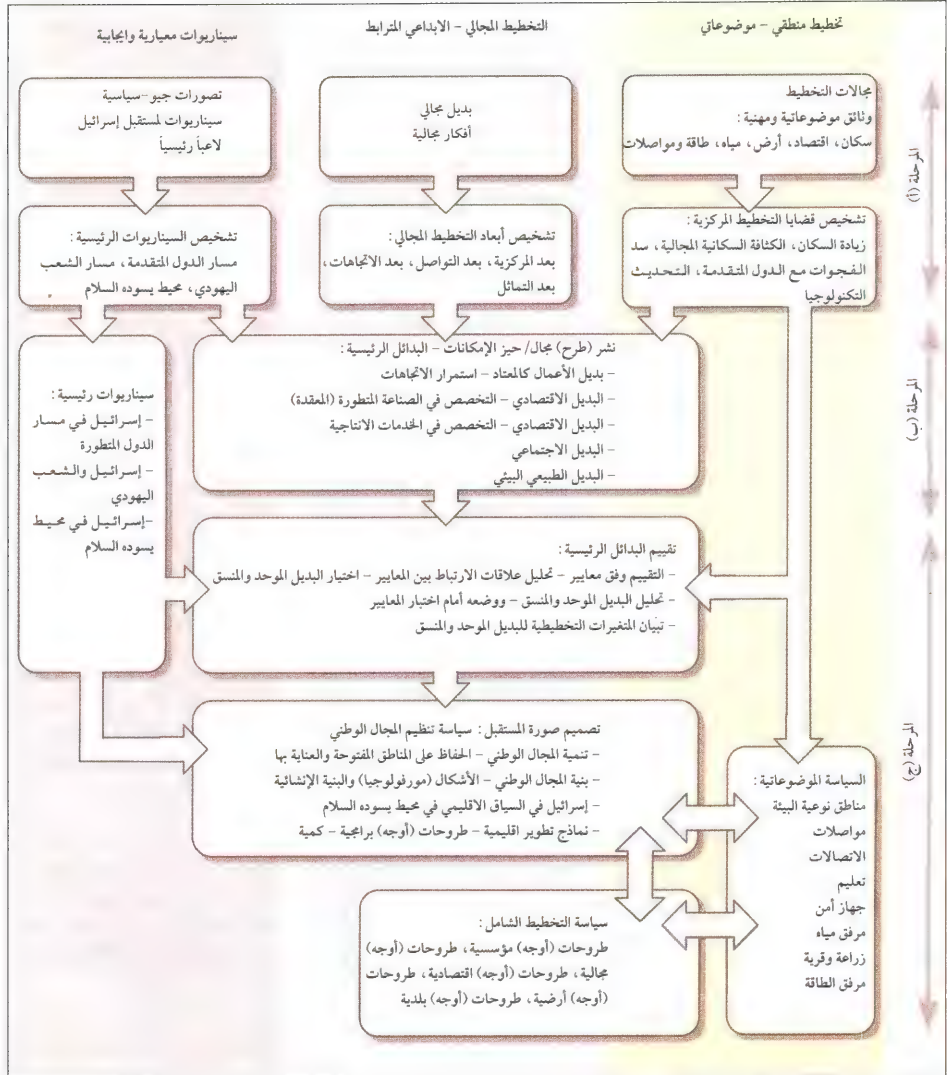 تخطيط منطقي - موضوعاتي
التخطيط المجالي - الابداعي المترابط
سيناريوات معيارية وايجابية
المرحلة (أ)
مجالات التخطيط
وثائق موضوعاتية ومهنية :
سكان، اقتصاد، أرض، مياه، طاقة ومواصلات
بديل مجالي
أفكار مجالية
تصورات جيو-سياسية
سيناريوات لمستقبل إسرائيل
لاعباً رئيسياً
تشخيص قضايا التخطيط المركزية :
زيادة السكان، الكثافة السكانية المجالية، سد
الفجوات مع الدول المتقدمة، التحديث
التكنولوجيا
تشخيص أبعاد التخطيط المجالي :
بعد المركزية، بعد التواصل، بعد الاتجاهات،
بعد التماثل
تشخيص السيناريوات الرئيسية :
مسار الدول المتقدمة، مسار الشعب
اليهودي، محيط يسوده السلام
المرحلة (ب)
نشر (طرح) مجال/ حيز الإمكانات - البدائل الرئيسية :
- بديل الأعمال كالمعتاد - استمرار الاتجاهات
- البديل الاقتصادي - التخصص في الصناعة المتطورة (المعقدة)
- البديل الاقتصادي - التخصص في الخدمات الانتاجية
- البديل الاجتماعي
- البديل الطبيعي البيئي
سيناريوات رئيسية :
- إسرائيل في مسار
الدول المتطورة
- إسرائيل والشعب
اليهودي
-إسرائيل في محيط
يسوده السلام
المرحلة (ج)
تقييم البدائل الرئيسية :
- التقييم وفق معايير - تحليل علاقات الارتباط بين المعايير - اختيار البديل الموحد والمنسق
- تحليل البديل الموحد والمنسق - ووضعه أمام اختبار المعايير
- تبيان المتغيرات التخطيطية للبديل الموحد والمنسق
تصميم صورة المستقبل : سياسة تنظيم المجال الوطني
- تنمية المجال الوطني - الحفاظ على المناطق المفتوحة والعناية بها
- بنية المجال الوطني - الأشكال (مورفولوجيا) والبنية الإنشائية
- إسرائيل في السياق الاقليمي في محيط يسوده السلام
- نماذج تطوير اقليمية - طروحات (أوجه) برامجية - كمية
السياسة الموضوعاتية :
مناطق نوعية البيئة
مواصلات
الاتصالات
تعليم
جهاز أمن
مرفق مياه
زراعة وقرية
مرفق الطاقة
سياسة التخطيط الشامل :
طروحات (أوجه) مؤسسية، طروحات (أوجه)
مجالية، طروحات (أوجه) اقتصادية، طروحات
(أوجه) أرضية، طروحات (أوجه) بلدية